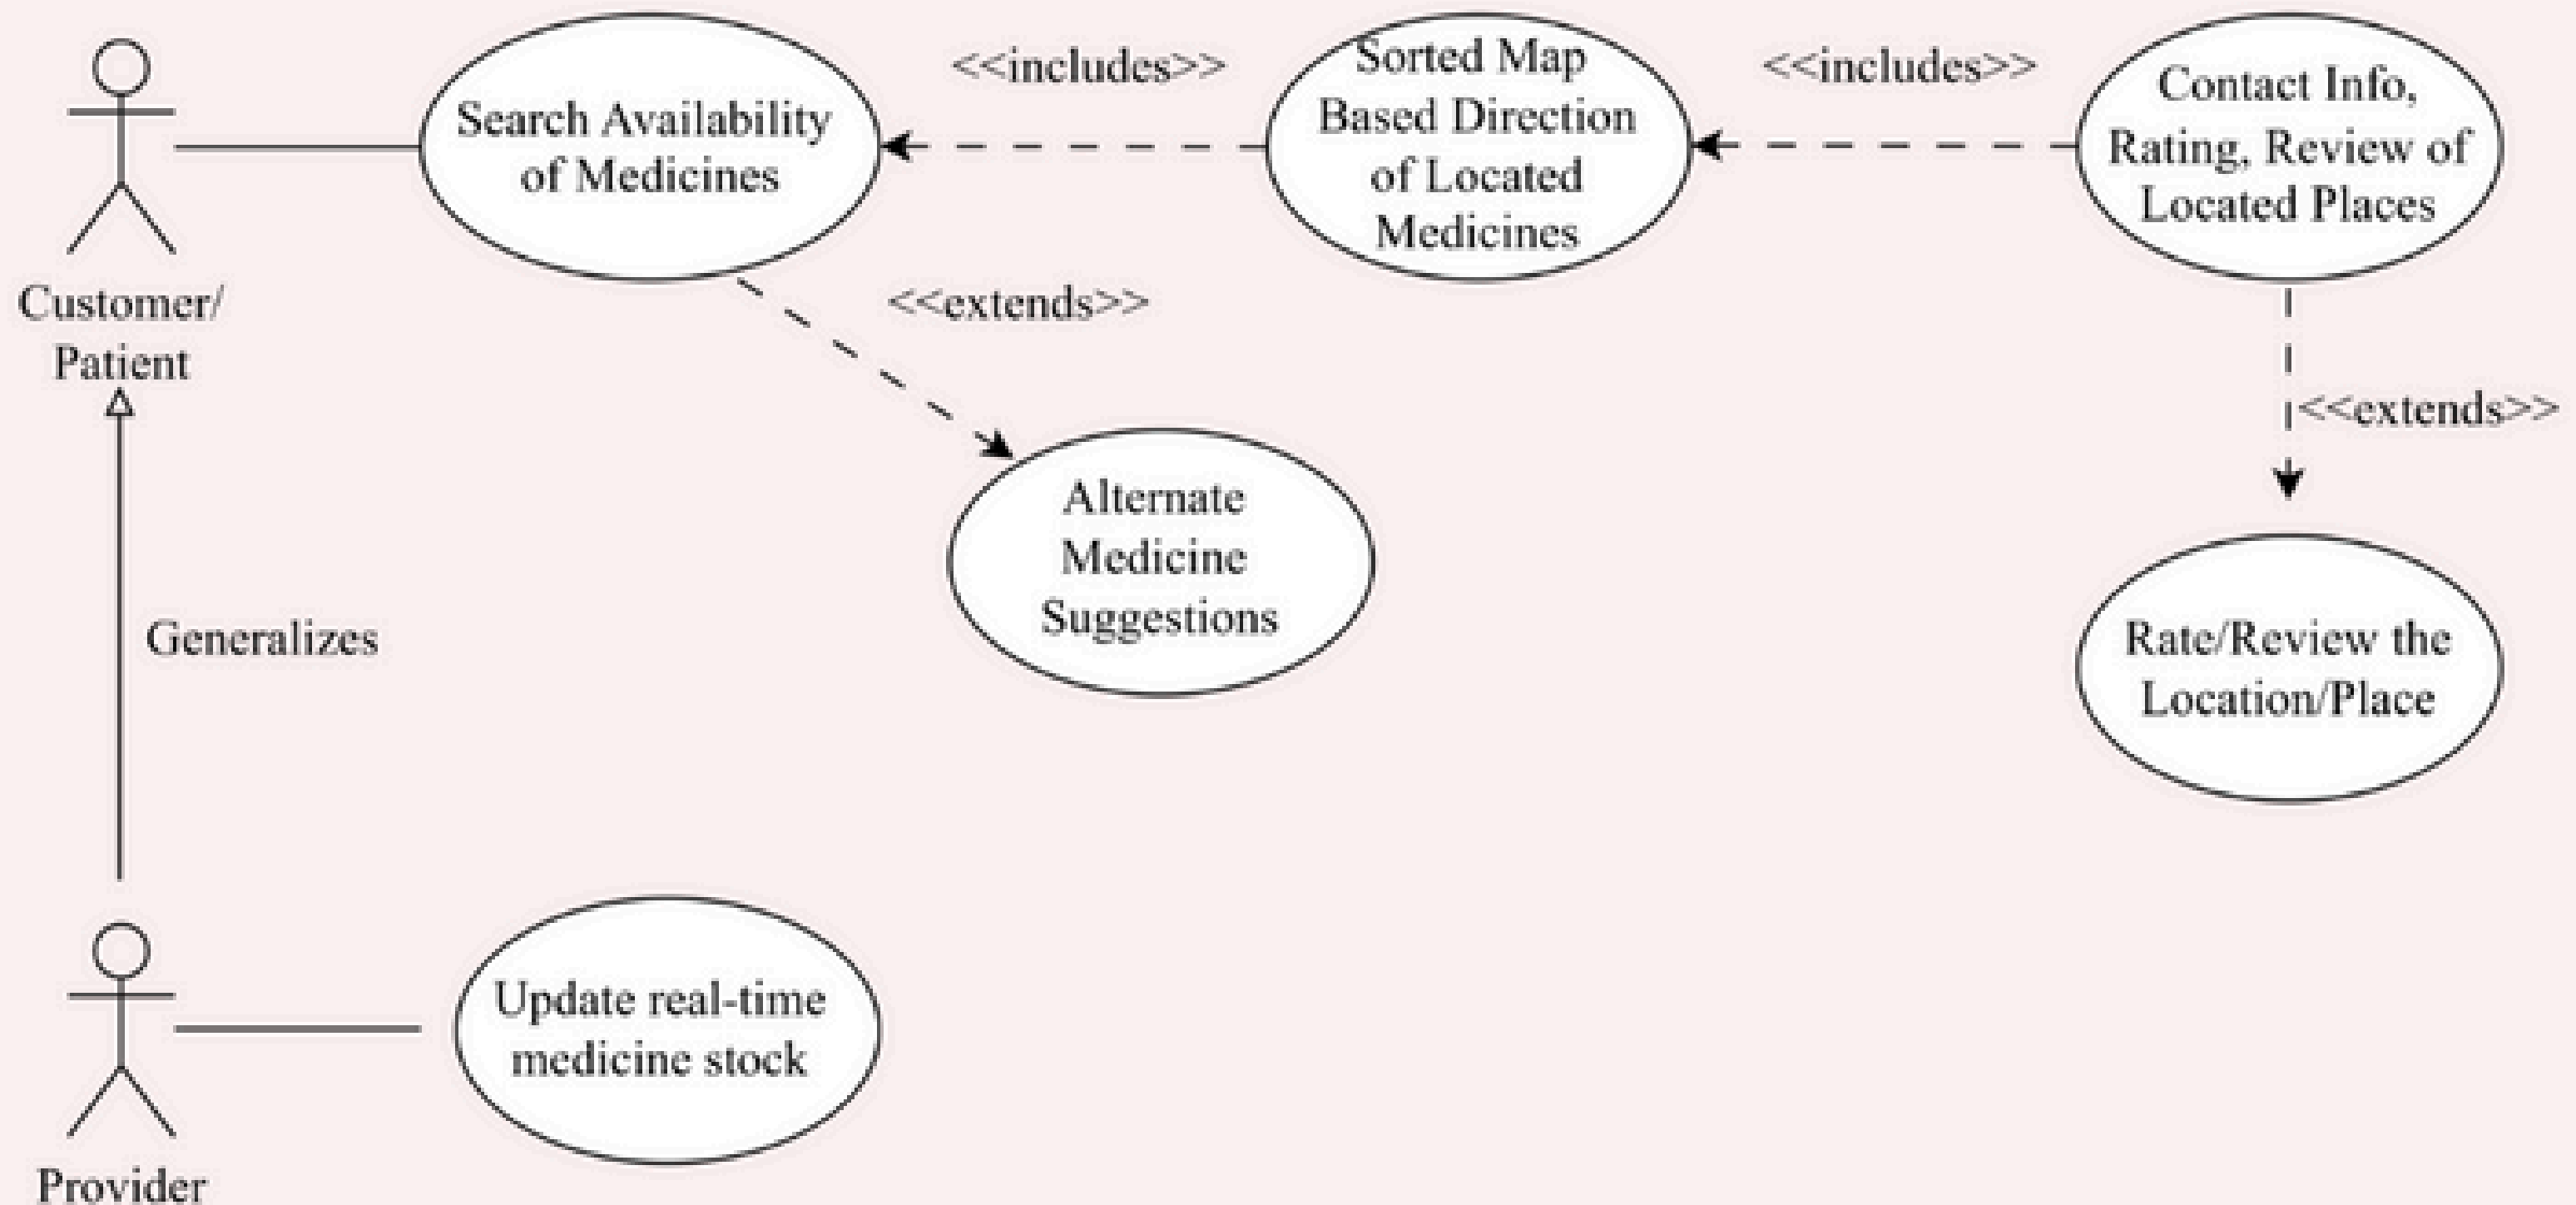 Customer/
Patient
Search Availability
of Medicines
<<includes>>
Sorted Map
Based Direction
of Located
Medicines
<<includes>>
Contact Info,
Rating, Review of
Located Places
<<extends>>
<<extends>>
Alternate
Medicine
Suggestions
Rate/Review the
Location/Place
Generalizes
Update real-time
medicine stock
Provider